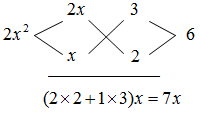 2x 3
2x² 6
x 2
(2×2+1×3)x = 7x